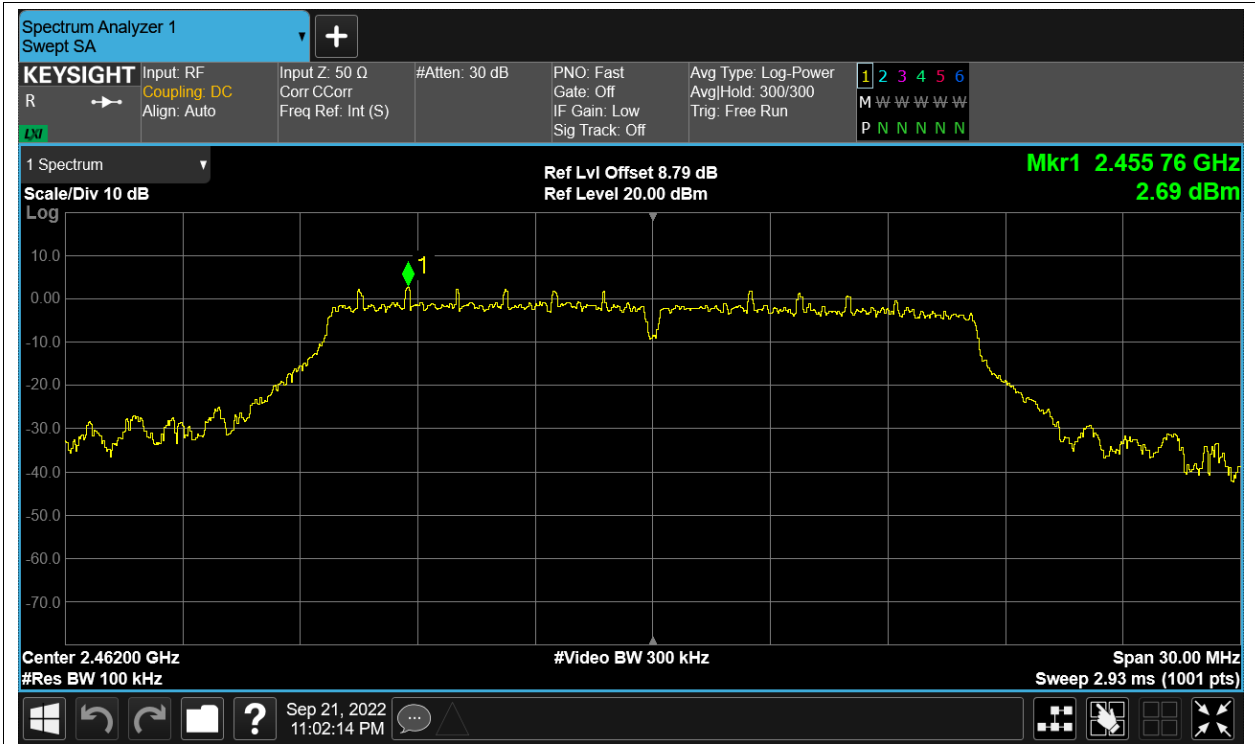 Spectrum Analyzer 1
Swept SA
KEYSIGHT
R
LXI
Input: RF
Coupling: DC
Align: Auto
Input Z: 50 Ω
Corr CCorr
Freq Ref: Int (S)
#Atten: 30 dB
PNO: Fast
Gate: Off
IF Gain: Low
Sig Track: Off
Avg Type: Log-Power
Avg|Hold: 300/300
Trig: Free Run
1 2 3 4 5 6
M W W W W W
P N N N N N
1 Spectrum
Scale/Div 10 dB
Log
Ref Lvl Offset 8.79 dB
Ref Level 20.00 dBm
Mkr1 2.455 76 GHz
2.69 dBm
1
10.0
0.00
-10.0
-20.0
-30.0
-40.0
-50.0
-60.0
-70.0
Center 2.46200 GHz
#Res BW 100 kHz
#Video BW 300 kHz
Span 30.00 MHz
Sweep 2.93 ms (1001 pts)
?
Sep 21, 2022
11:02:14 PM